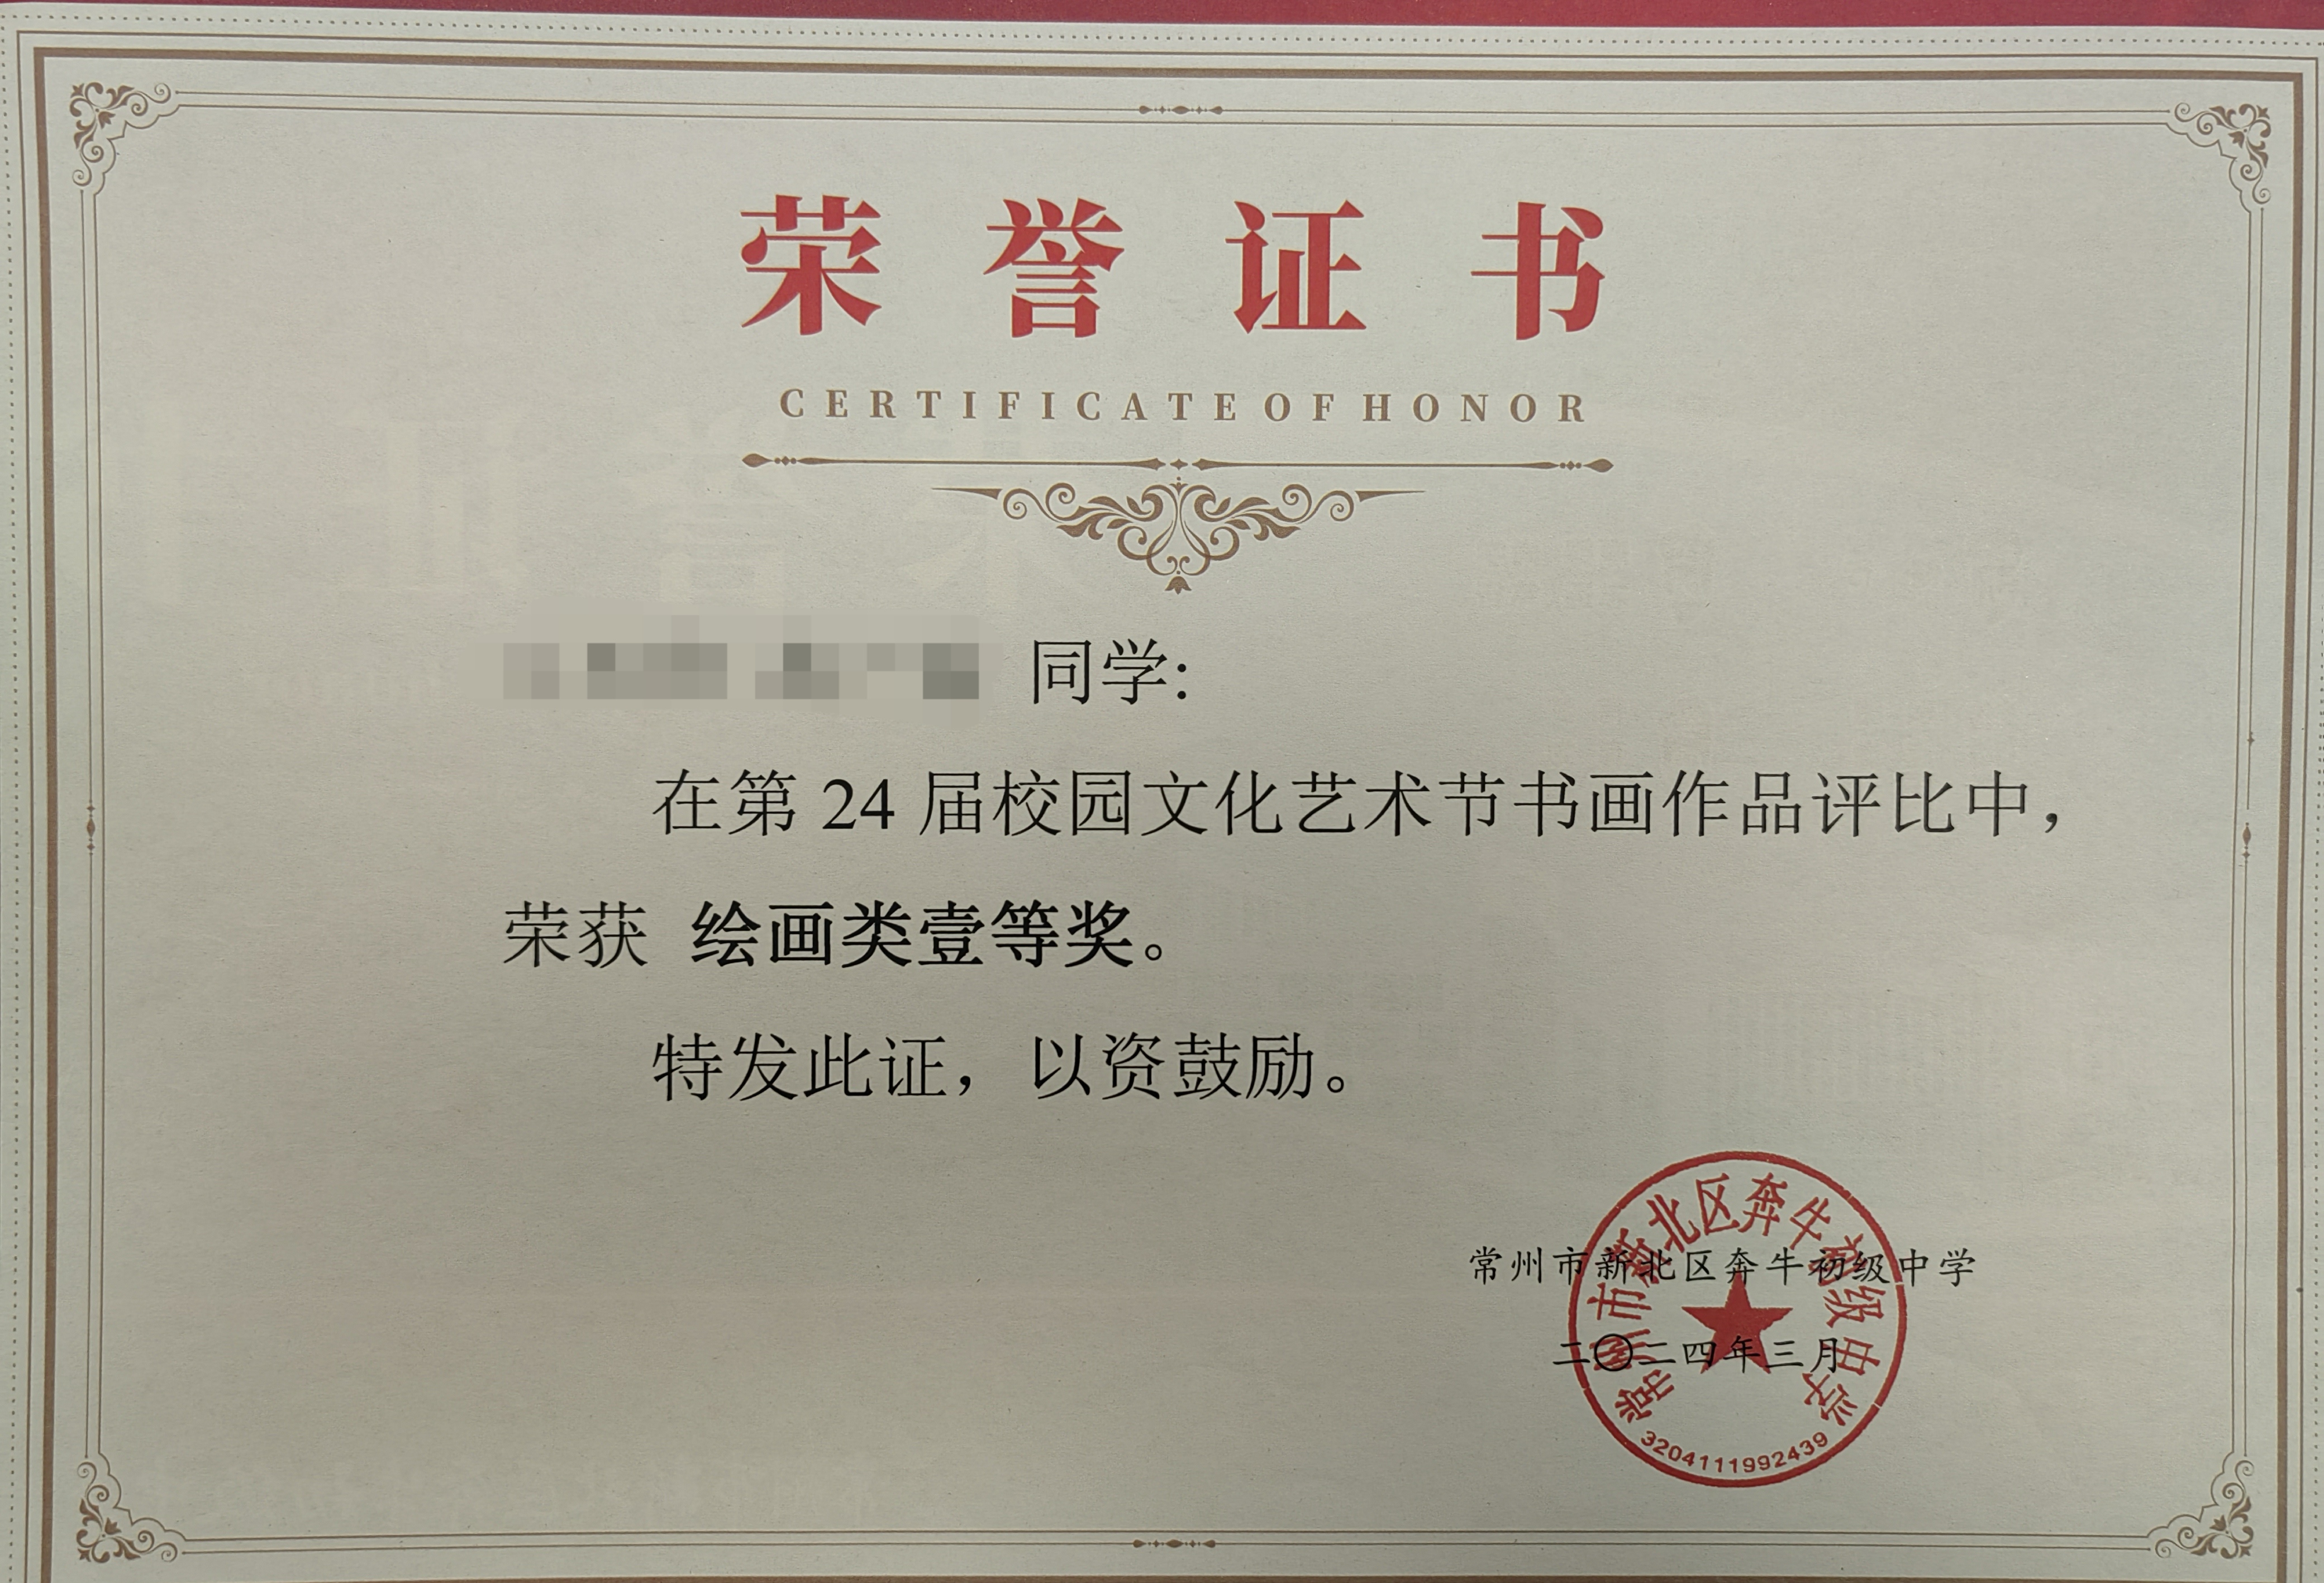 荣誉证书
CERTIFICATE OF HONOR
同学:
在第 24 届校园文化艺术节书画作品评比中，
荣获 绘画类壹等奖。
特发此证，以资鼓励。
常州市新北区奔牛初级中学
二〇二四年三月
常州市新北区奔牛初级中学
3204111992439